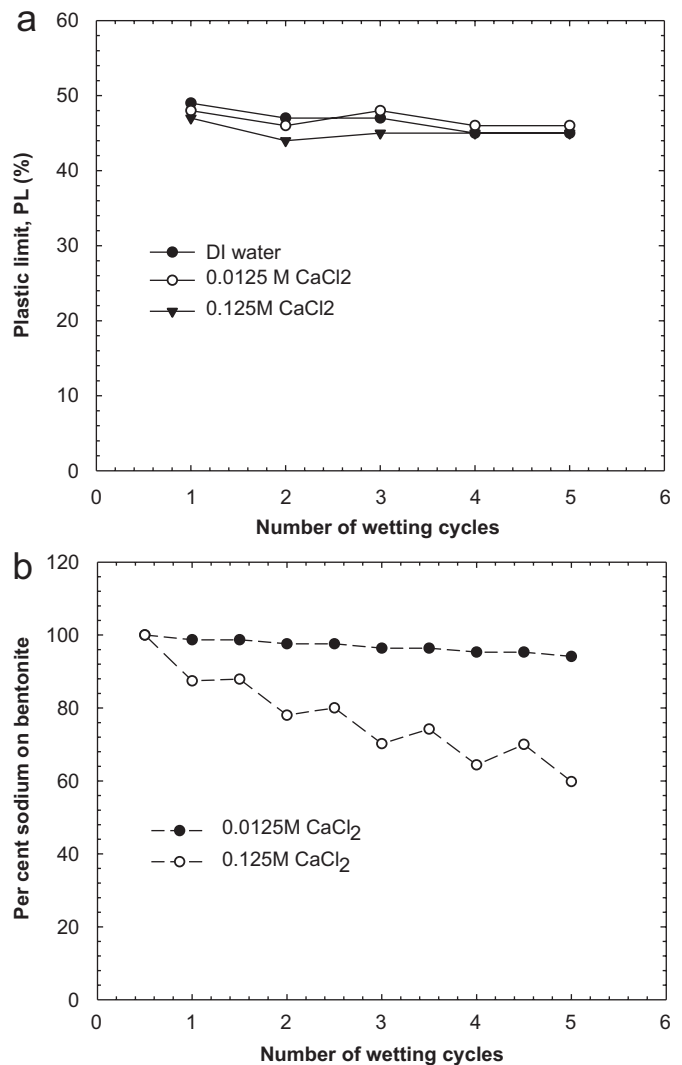 a
60
50
40
30
20
10
0
Plastic limit, PL (%)
DI water
0.0125 M CaCl2
0.125M CaCl2
0 1 2 3 4 5 6
Number of wetting cycles
b
120
100
80
60
40
20
0
Per cent sodium on bentonite
0.0125M CaCl2
0.125M CaCl2
0 1 2 3 4 5 6
Number of wetting cycles